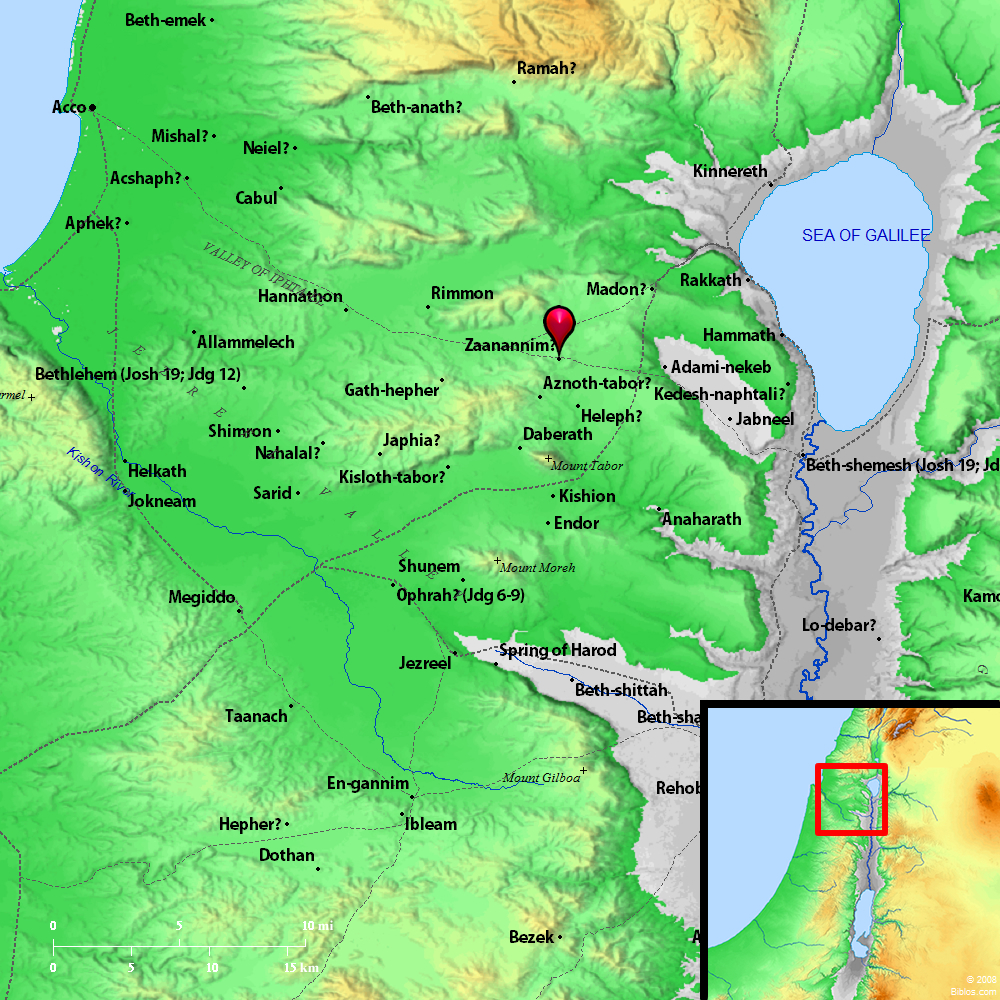 Beth-emek
Ramah?
Acco
Beth-anath?
Mishal?
Neiel?
Kinnereth
Acshaph?
Cabul
Aphek?
SEA OF GALILEE
VALLEY OF IPHTAHEL
Rakkath
Madon?
Hannathon
Rimmon
Hammath
Allammelech
Zaanannim?
Adami-nekeb
Bethlehem (Josh 19; Jdg 12)
Aznoth-tabor?
Gath-hepher
Kedesh-naphtali?
rmel
Heleph?
Jabneel
Shimron
Daberath
Japhia?
Nahalal?
Mount Tabor
Beth-shemesh (Josh 19; Jd
Kishon River
Helkath
Kisloth-tabor?
Sarid
Kishion
Jokneam
Endor
Anaharath
JEZREEL VALLEY
Shunem
Mount Moreh
Megiddo
Ophrah? (Jdg 6-9)
Kamo
Lo-debar?
Jezreel
Spring of Harod
G
Beth-shittah
Taanach
Beth-sha
En-gannim
Mount Gilboa
Rehob
Hepher?
Ibleam
Dothan
0 5 10 mi
Bezek
A
0 5 10 15 km
© 2008
Biblos.com